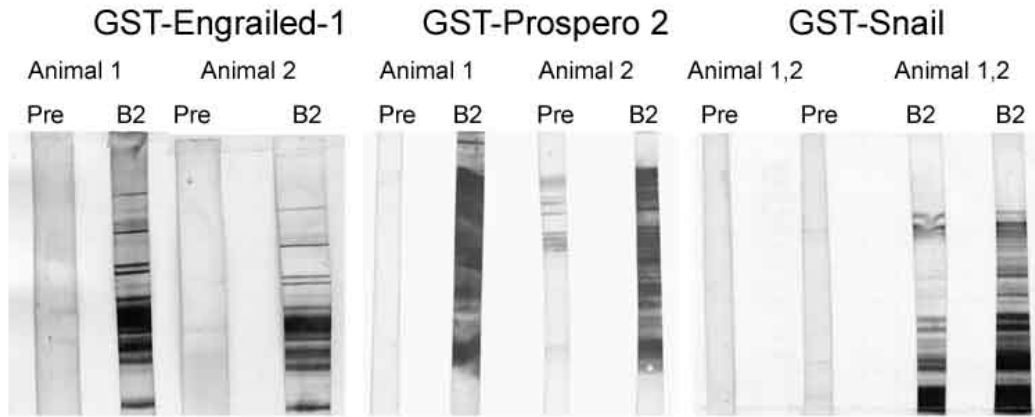 GST-Engrailed-1 GST-Prospero 2 GST-Snail
Animal 1 Animal 2 Animal 1 Animal 2 Animal 1,2 Animal 1,2
Pre B2 Pre B2 Pre B2 Pre B2 Pre Pre B2 B2